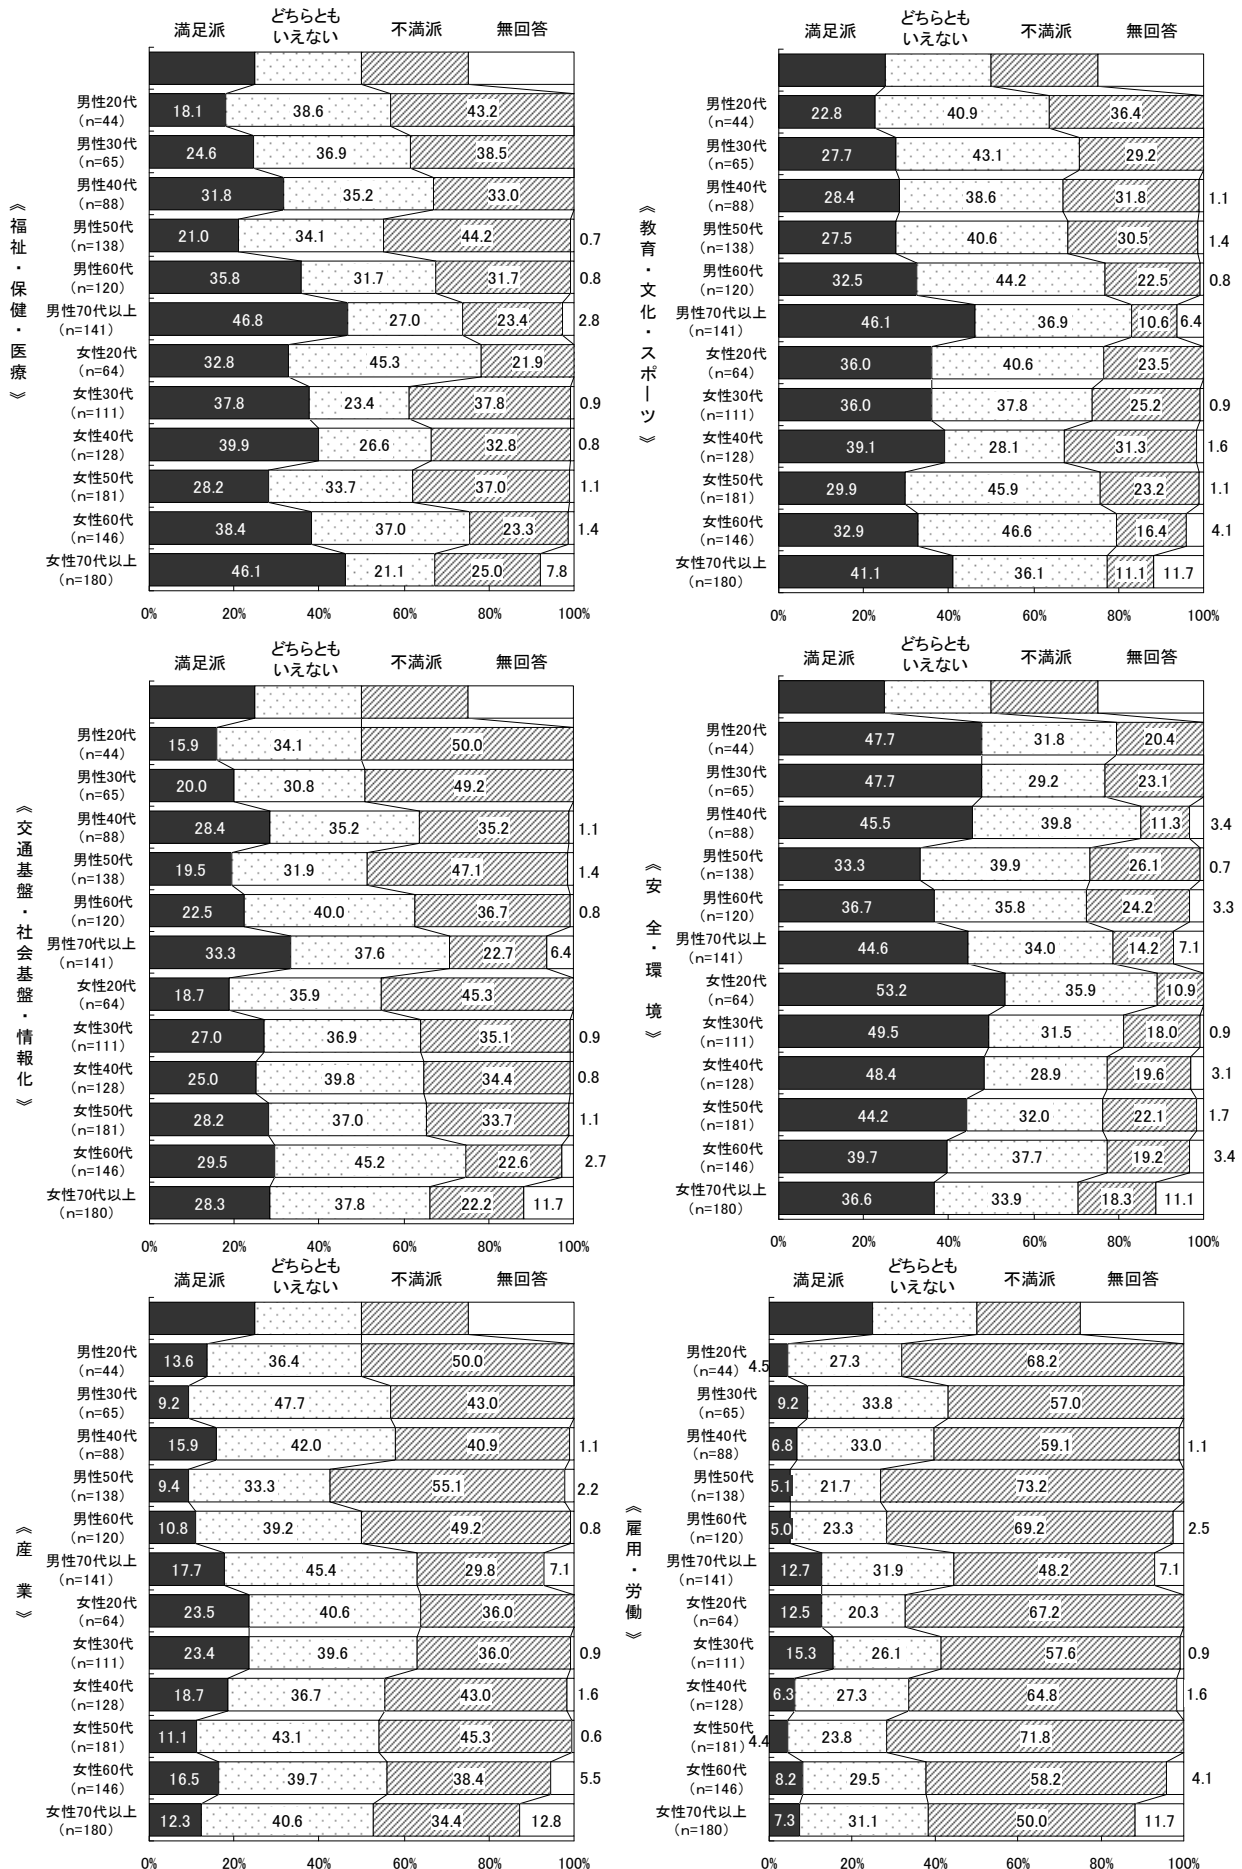 《福祉・保健・医療》
満足派 どちらともいえない 不満派 無回答
男性20代 (n=44) 18.1 38.6 43.2
男性30代 (n=65) 24.6 36.9 38.5
男性40代 (n=88) 31.8 35.2 33.0
男性50代 (n=138) 21.0 34.1 44.2 0.7
男性60代 (n=120) 35.8 31.7 31.7 0.8
男性70代以上 (n=141) 46.8 27.0 23.4 2.8
女性20代 (n=64) 32.8 45.3 21.9
女性30代 (n=111) 37.8 23.4 37.8 0.9
女性40代 (n=128) 39.9 26.6 32.8 0.8
女性50代 (n=181) 28.2 33.7 37.0 1.1
女性60代 (n=146) 38.4 37.0 23.3 1.4
女性70代以上 (n=180) 46.1 21.1 25.0 7.8
0% 20% 40% 60% 80% 100%
《教育・文化・スポーツ》
満足派 どちらともいえない 不満派 無回答
男性20代 (n=44) 22.8 40.9 36.4
男性30代 (n=65) 27.7 43.1 29.2
男性40代 (n=88) 28.4 38.6 31.8 1.1
男性50代 (n=138) 27.5 40.6 30.5 1.4
男性60代 (n=120) 32.5 44.2 22.5 0.8
男性70代以上 (n=141) 46.1 36.9 10.6 6.4
女性20代 (n=64) 36.0 40.6 23.5
女性30代 (n=111) 36.0 37.8 25.2 0.9
女性40代 (n=128) 39.1 28.1 31.3 1.6
女性50代 (n=181) 29.9 45.9 23.2 1.1
女性60代 (n=146) 32.9 46.6 16.4 4.1
女性70代以上 (n=180) 41.1 36.1 11.1 11.7
0% 20% 40% 60% 80% 100%
《交通基盤・社会基盤・情報化》
満足派 どちらともいえない 不満派 無回答
男性20代 (n=44) 15.9 34.1 50.0
男性30代 (n=65) 20.0 30.8 49.2
男性40代 (n=88) 28.4 35.2 35.2 1.1
男性50代 (n=138) 19.5 31.9 47.1 1.4
男性60代 (n=120) 22.5 40.0 36.7 0.8
男性70代以上 (n=141) 33.3 37.6 22.7 6.4
女性20代 (n=64) 18.7 35.9 45.3
女性30代 (n=111) 27.0 36.9 35.1 0.9
女性40代 (n=128) 25.0 39.8 34.4 0.8
女性50代 (n=181) 28.2 37.0 33.7 1.1
女性60代 (n=146) 29.5 45.2 22.6 2.7
女性70代以上 (n=180) 28.3 37.8 22.2 11.7
0% 20% 40% 60% 80% 100%
《安全・環境》
満足派 どちらともいえない 不満派 無回答
男性20代 (n=44) 47.7 31.8 20.4
男性30代 (n=65) 47.7 29.2 23.1
男性40代 (n=88) 45.5 39.8 11.3 3.4
男性50代 (n=138) 33.3 39.9 26.1 0.7
男性60代 (n=120) 36.7 35.8 24.2 3.3
男性70代以上 (n=141) 44.6 34.0 14.2 7.1
女性20代 (n=64) 53.2 35.9 10.9
女性30代 (n=111) 49.5 31.5 18.0 0.9
女性40代 (n=128) 48.4 28.9 19.6 3.1
女性50代 (n=181) 44.2 32.0 22.1 1.7
女性60代 (n=146) 39.7 37.7 19.2 3.4
女性70代以上 (n=180) 36.6 33.9 18.3 11.1
0% 20% 40% 60% 80% 100%
《産業》
満足派 どちらともいえない 不満派 無回答
男性20代 (n=44) 13.6 36.4 50.0
男性30代 (n=65) 9.2 47.7 43.0
男性40代 (n=88) 15.9 42.0 40.9 1.1
男性50代 (n=138) 9.4 33.3 55.1 2.2
男性60代 (n=120) 10.8 39.2 49.2 0.8
男性70代以上 (n=141) 17.7 45.4 29.8 7.1
女性20代 (n=64) 23.5 40.6 36.0
女性30代 (n=111) 23.4 39.6 36.0 0.9
女性40代 (n=128) 18.7 36.7 43.0 1.6
女性50代 (n=181) 11.1 43.1 45.3 0.6
女性60代 (n=146) 16.5 39.7 38.4 5.5
女性70代以上 (n=180) 12.3 40.6 34.4 12.8
0% 20% 40% 60% 80% 100%
《雇用・労働》
満足派 どちらともいえない 不満派 無回答
男性20代 (n=44) 4.5 27.3 68.2
男性30代 (n=65) 9.2 33.8 57.0
男性40代 (n=88) 6.8 33.0 59.1 1.1
男性50代 (n=138) 5.1 21.7 73.2
男性60代 (n=120) 5.0 23.3 69.2 2.5
男性70代以上 (n=141) 12.7 31.9 48.2 7.1
女性20代 (n=64) 12.5 20.3 67.2
女性30代 (n=111) 15.3 26.1 57.6 0.9
女性40代 (n=128) 6.3 27.3 64.8 1.6
女性50代 (n=181) 4.4 23.8 71.8
女性60代 (n=146) 8.2 29.5 58.2 4.1
女性70代以上 (n=180) 7.3 31.1 50.0 11.7
0% 20% 40% 60% 80% 100%